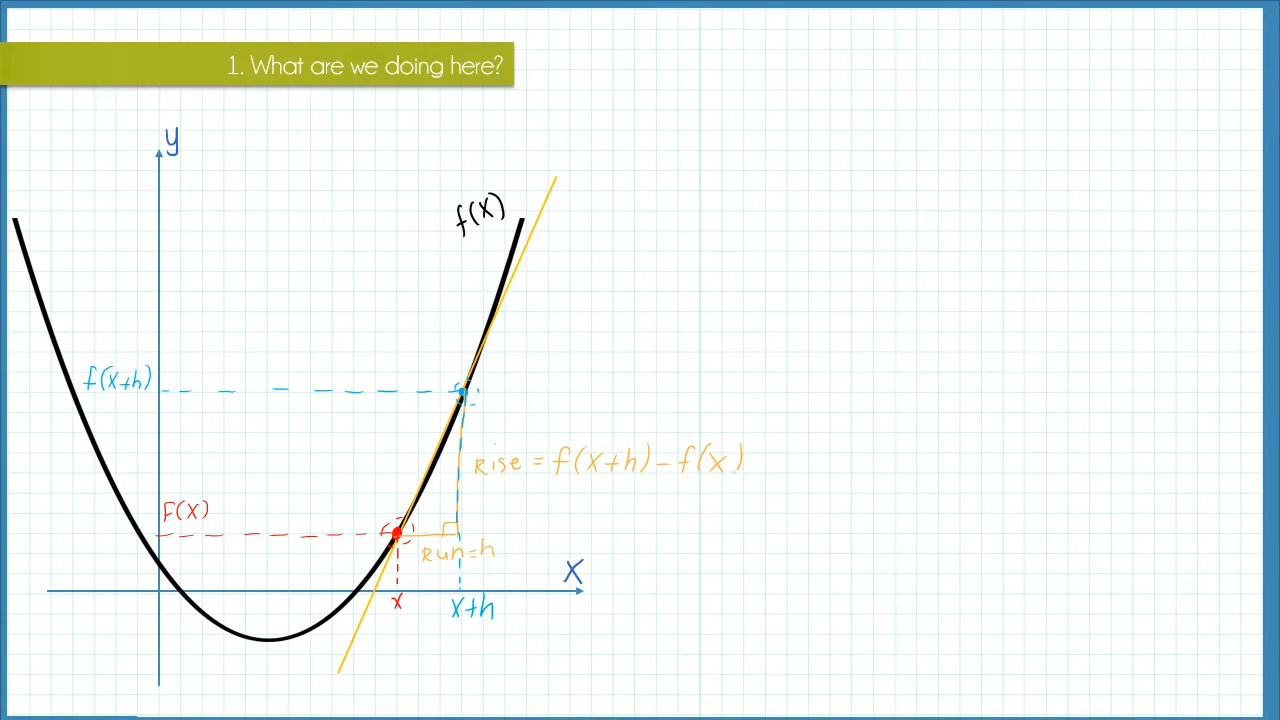 1. What are we doing here?
y
f(x)
f(x+h)
Rise = f(x+h) - f(x)
F(x)
Run=h
X
x
x+h